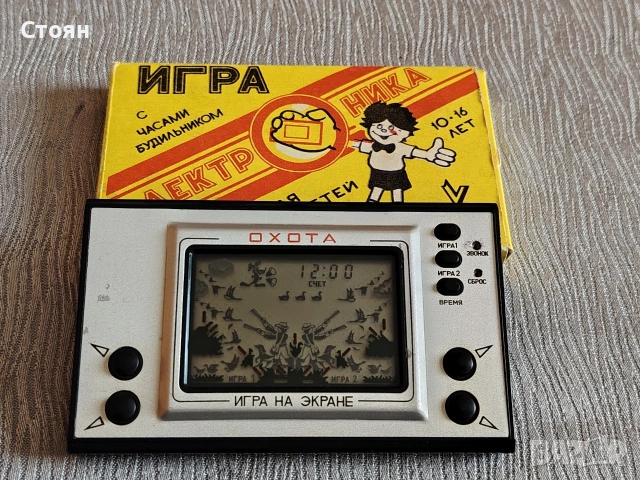 Стоян
ИГРА
С
ЧАСАМИ
БУДИЛЬНИКОМ
НИКА
10-16
ЛЕТ
ОХОТА
12:00
СЧЕТ
ИГРА 1
ИГРА 2
ИГРА1
ЗВОНОК
ИГРА 2
СБРОС
ВРЕМЯ
ИГРА НА ЭКРАНЕ